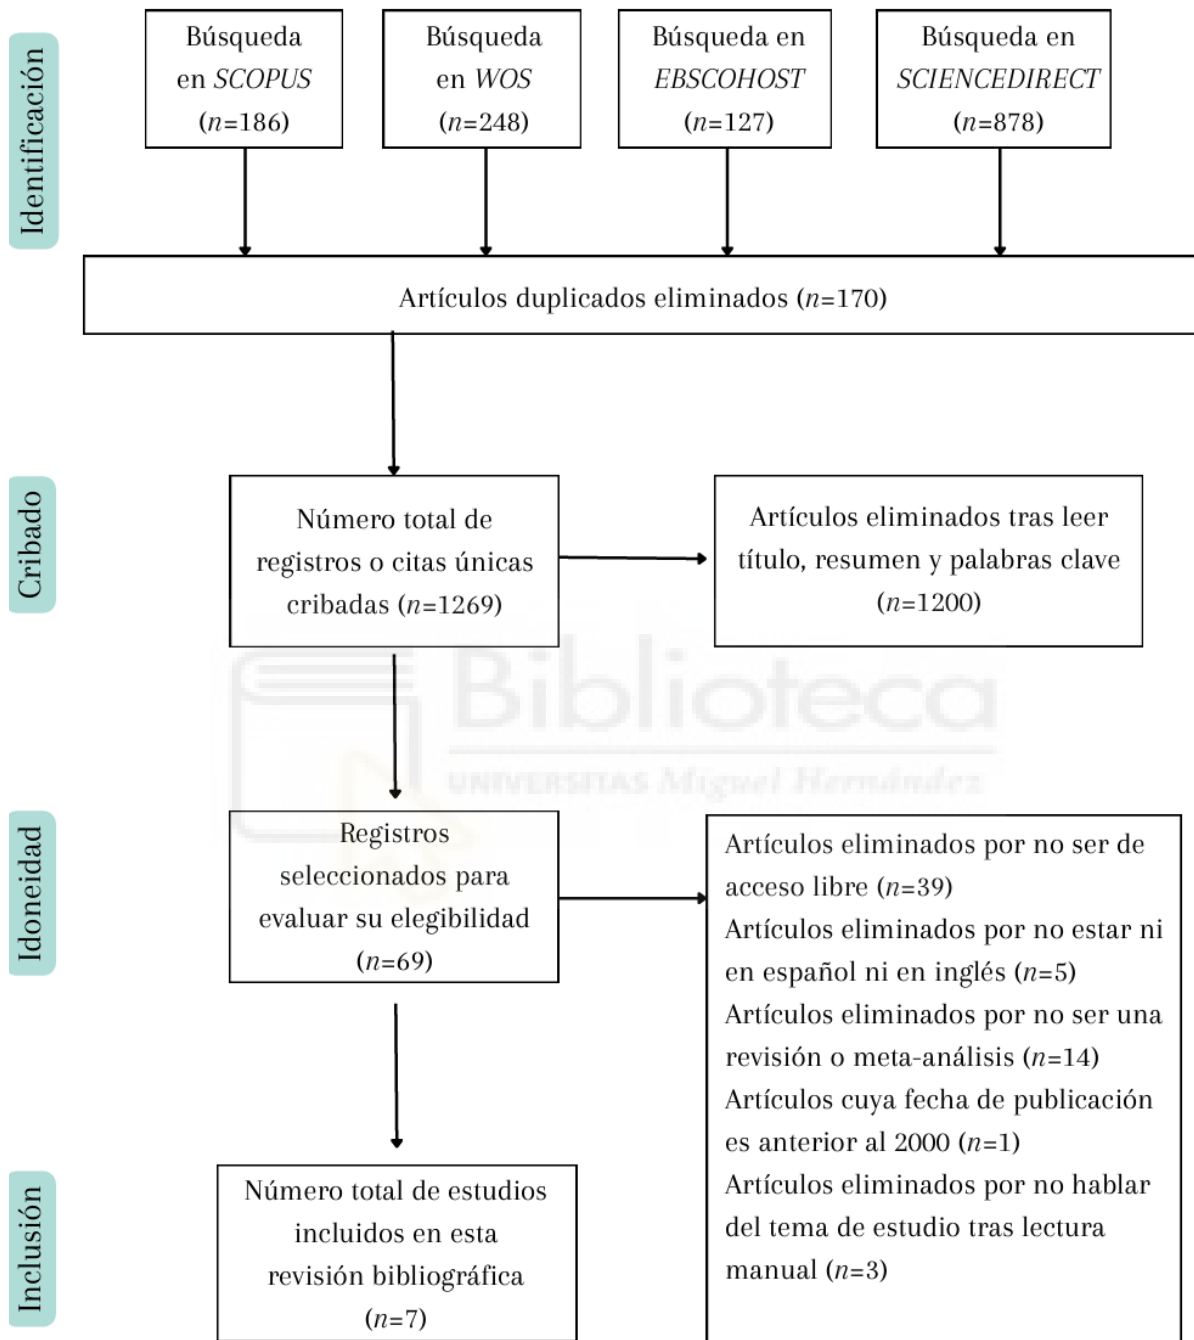 Identificación
Búsqueda
en SCOPUS
(n=186)
Búsqueda
en WOS
(n=248)
Búsqueda en
EBSCOHOST
(n=127)
Búsqueda en
SCIENCEDIRECT
(n=878)
Artículos duplicados eliminados (n=170)
Cribado
Número total de
registros o citas únicas
cribadas (n=1269)
Artículos eliminados tras leer
título, resumen y palabras clave
(n=1200)
Biblioteca
UNIVERSITAS Miguel Hernández
Idoneidad
Registros
seleccionados para
evaluar su elegibilidad
(n=69)
Artículos eliminados por no ser de
acceso libre (n=39)
Artículos eliminados por no estar ni
en español ni en inglés (n=5)
Artículos eliminados por no ser una
revisión o meta-análisis (n=14)
Artículos cuya fecha de publicación
es anterior al 2000 (n=1)
Artículos eliminados por no hablar
del tema de estudio tras lectura
manual (n=3)
Inclusión
Número total de estudios
incluidos en esta
revisión bibliográfica
(n=7)